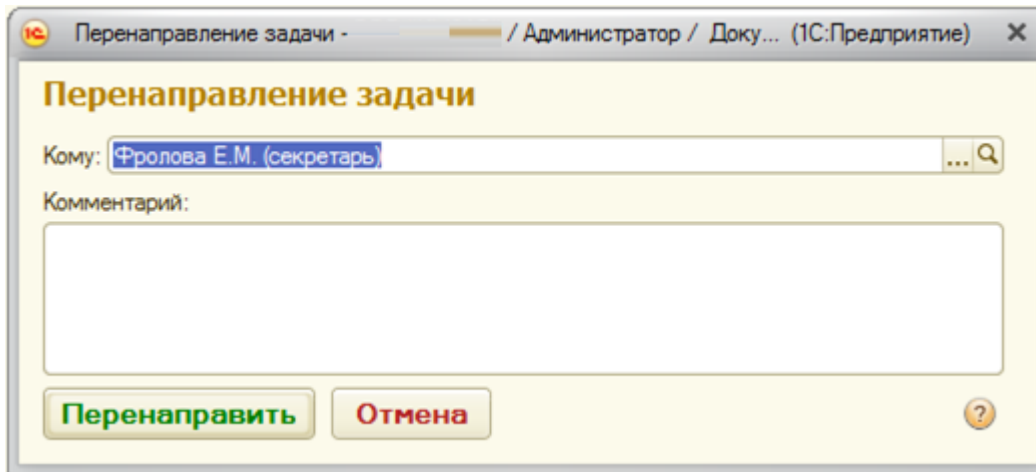 1С Перенаправление задачи - / Администратор / Доку... (1С:Предприятие) ×
Перенаправление задачи
Кому: Фролова Е.М. (секретарь) ...
Комментарий:
Перенаправить Отмена ?